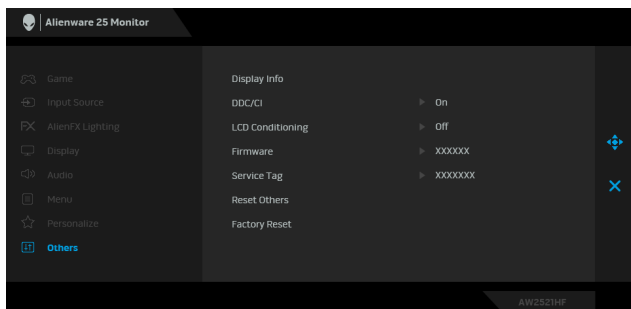 Alienware 25 Monitor
Game
Input Source
FX AlienFX Lighting
Display
Audio
Menu
Personalize
Others
Display Info
DDC/CI On
LCD Conditioning Off
Firmware XXXXXX
Service Tag XXXXXXX
Reset Others
Factory Reset
AW2521HF